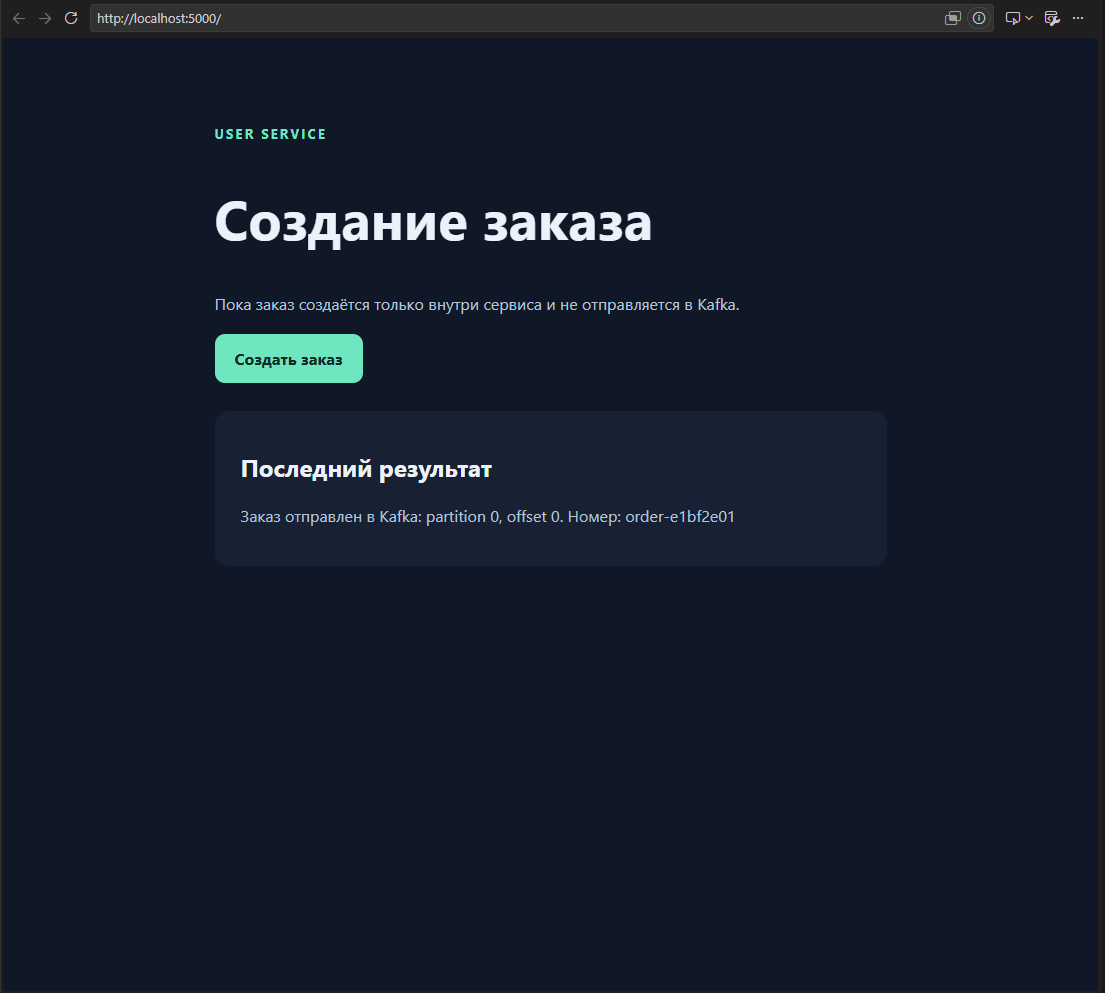 http://localhost:5000/
USER SERVICE
Создание заказа
Пока заказ создаётся только внутри сервиса и не отправляется в Kafka.
Создать заказ
Последний результат
Заказ отправлен в Kafka: partition 0, offset 0. Номер: order-e1bf2e01